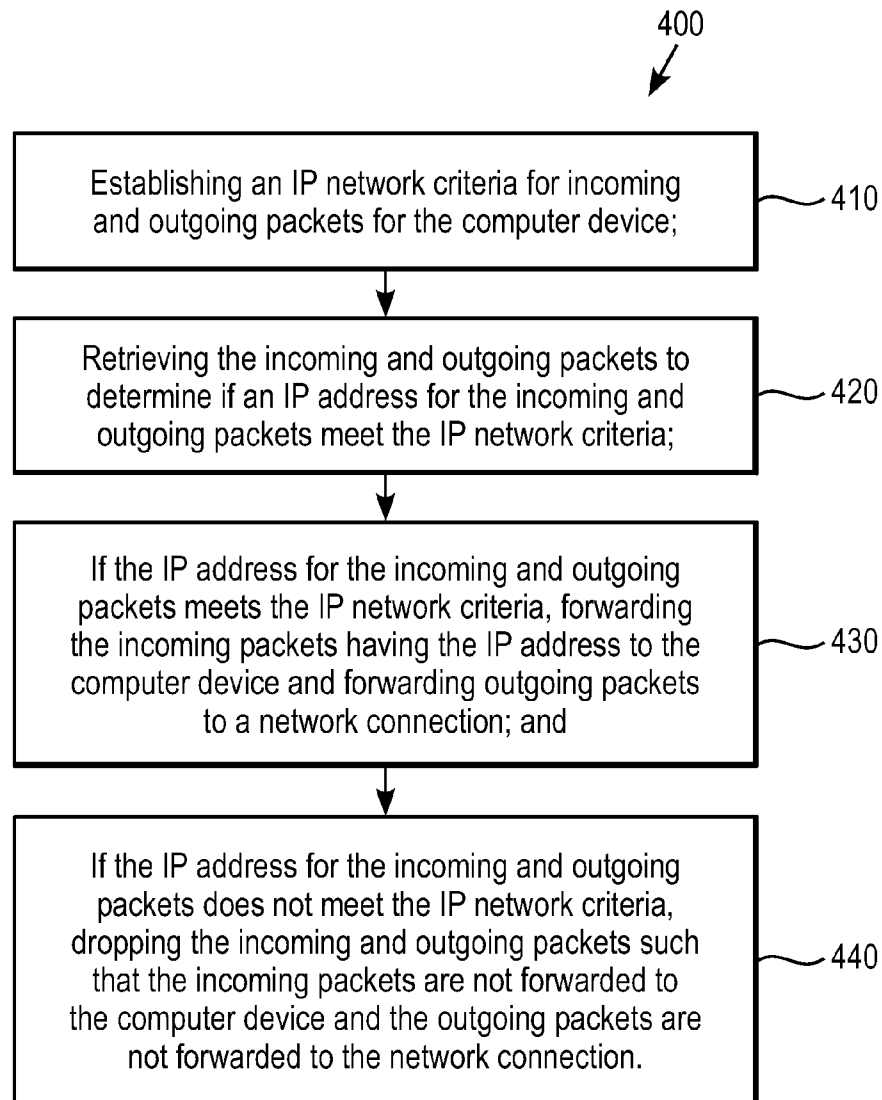 400
Establishing an IP network criteria for incoming
and outgoing packets for the computer device;
410
Retrieving the incoming and outgoing packets to
determine if an IP address for the incoming and
outgoing packets meet the IP network criteria;
420
If the IP address for the incoming and outgoing
packets meets the IP network criteria, forwarding
the incoming packets having the IP address to the
computer device and forwarding outgoing packets
to a network connection; and
430
If the IP address for the incoming and outgoing
packets does not meet the IP network criteria,
dropping the incoming and outgoing packets such
that the incoming packets are not forwarded to
the computer device and the outgoing packets are
not forwarded to the network connection.
440